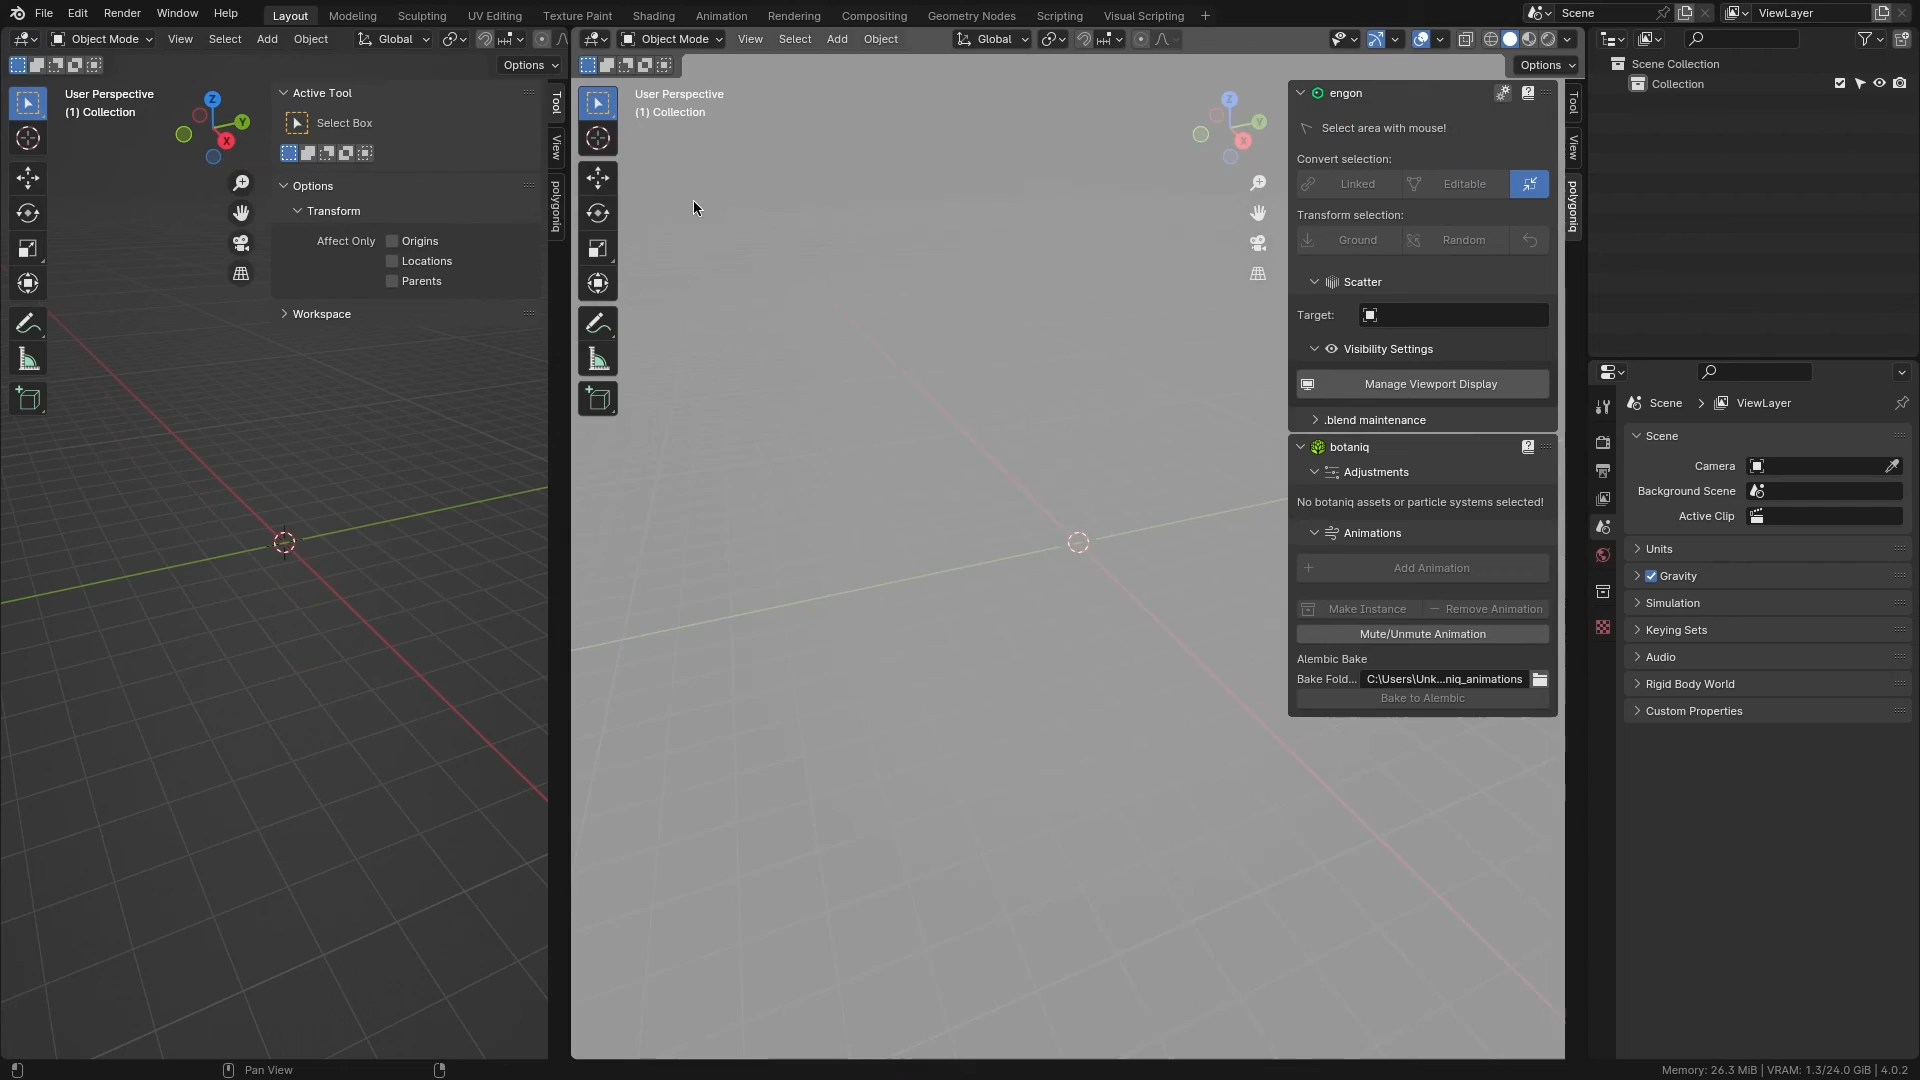 File Edit Render Window Help
Layout Modeling Sculpting UV Editing Texture Paint Shading Animation Rendering Compositing Geometry Nodes Scripting Visual Scripting +
Scene
ViewLayer
Object Mode View Select Add Object Global
Options
User Perspective
(1) Collection
Z
Y
X
Active Tool
Select Box
Options
Transform
Affect Only Origins
Locations
Parents
Workspace
Tool
View
polygoniq
Object Mode View Select Add Object Global
Options
User Perspective
(1) Collection
Z
Y
X
engon
Select area with mouse!
Convert selection:
Linked Editable
Transform selection:
Ground Random
Scatter
Target:
Visibility Settings
Manage Viewport Display
.blend maintenance
botaniq
Adjustments
No botaniq assets or particle systems selected!
Animations
Add Animation
Make Instance Remove Animation
Mute/Unmute Animation
Alembic Bake
Bake Fold... C:\Users\Unk...niq_animations
Bake to Alembic
Tool
View
polygoniq
Scene Collection
Collection
Scene > ViewLayer
Scene
Camera
Background Scene
Active Clip
Units
Gravity
Simulation
Keying Sets
Audio
Rigid Body World
Custom Properties
Pan View
Memory: 26.3 MiB | VRAM: 1.3/24.0 GiB | 4.0.2